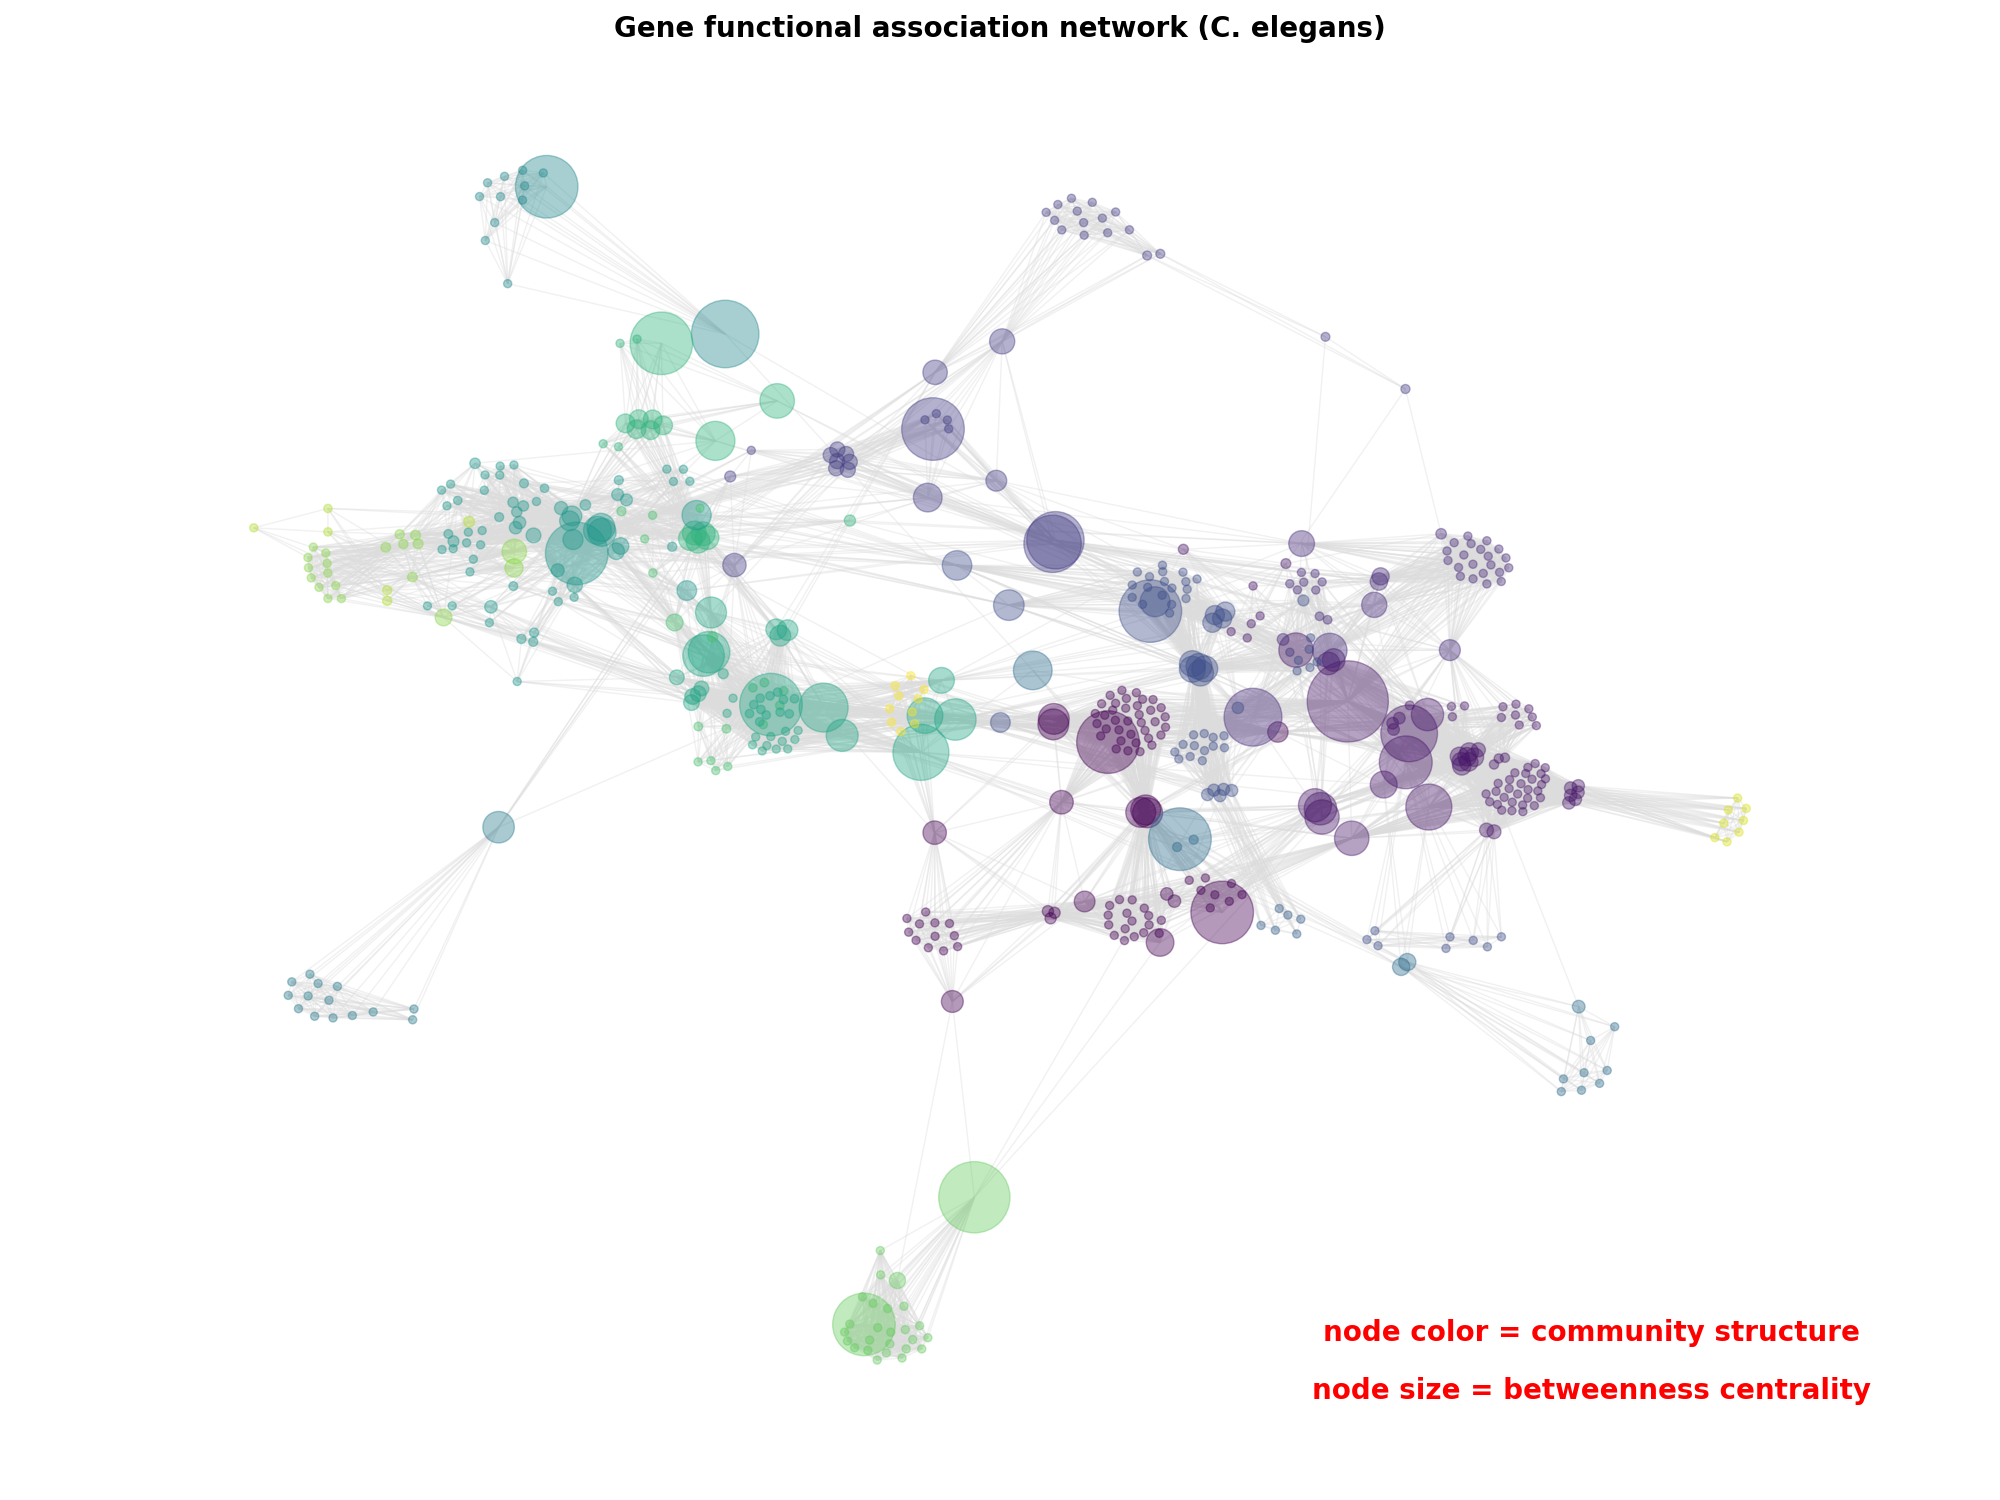 Gene functional association network (C. elegans)
node color = community structure
node size = betweenness centrality